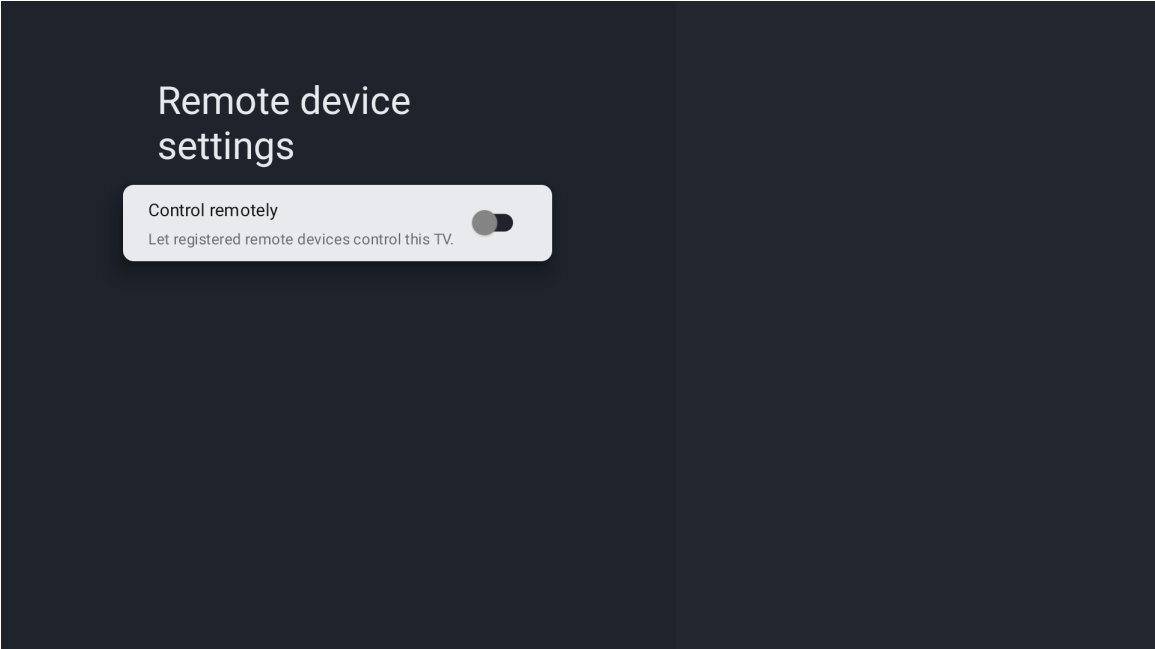 Remote device
settings
Control remotely
Let registered remote devices control this TV.